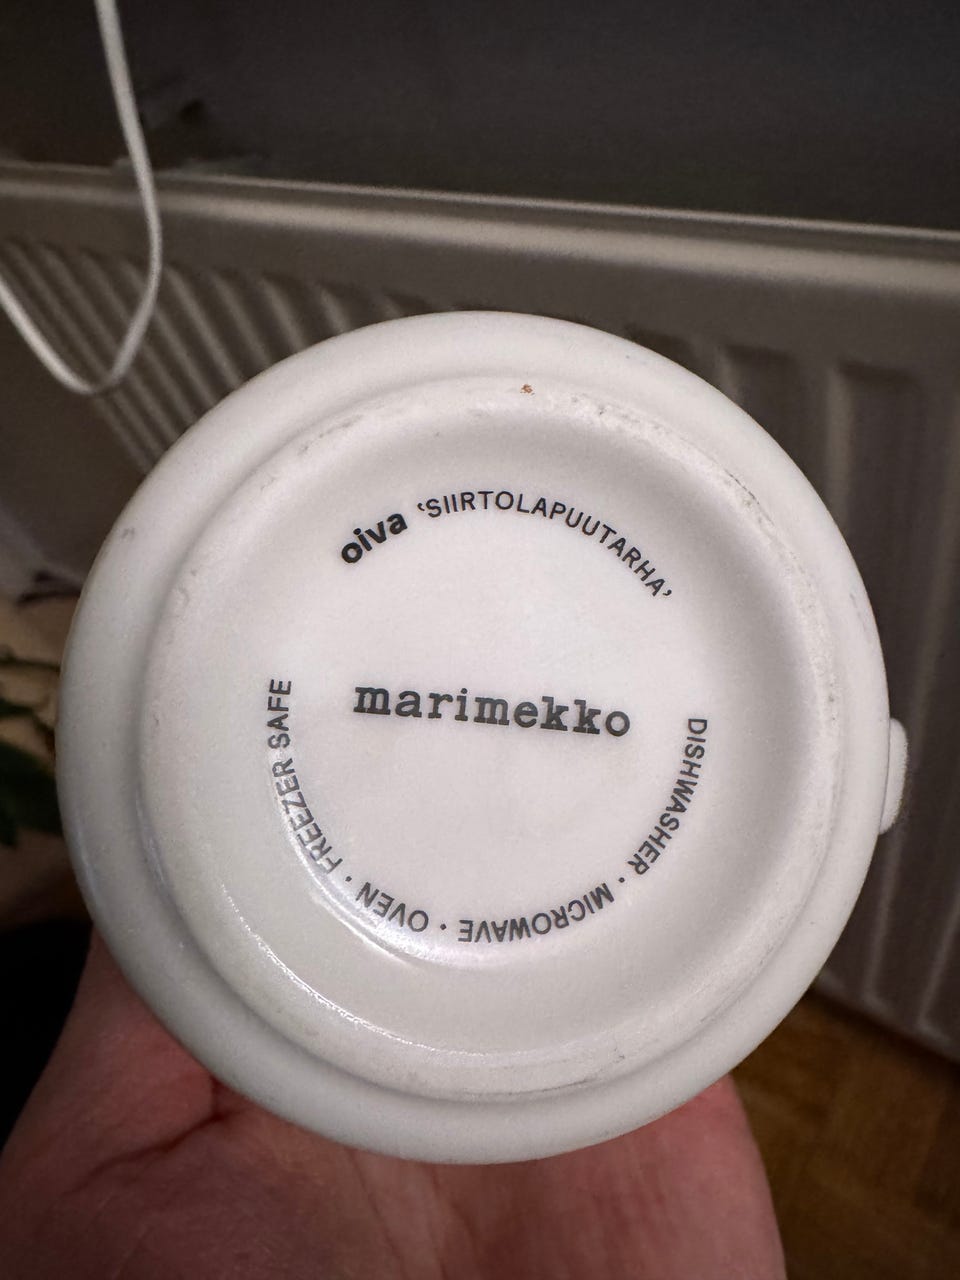 oiva ‘SIIRTOLAPUUTARHA’
marimekko
DISHWASHER · MICROWAVE · OVEN · FREEZER SAFE